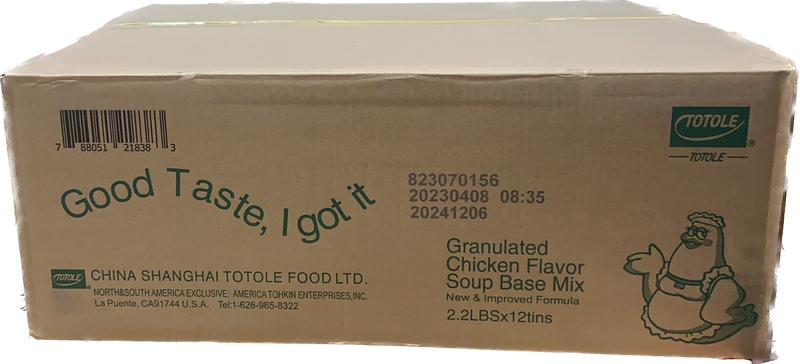 7 88051 21838 3
Good Taste, I got it
823070156
20230408 08:35
20241206
TOTOLE
®
TOTOLE
Granulated
Chicken Flavor
Soup Base Mix
New & Improved Formula
2.2LBSx12tins
TOTOLE ® CHINA SHANGHAI TOTOLE FOOD LTD.
NORTH&SOUTH AMERICA EXCLUSIVE: AMERICA TOHKIN ENTERPRISES,INC.
La Puente, CA91744 U.S.A. Tel:1-626-965-8322